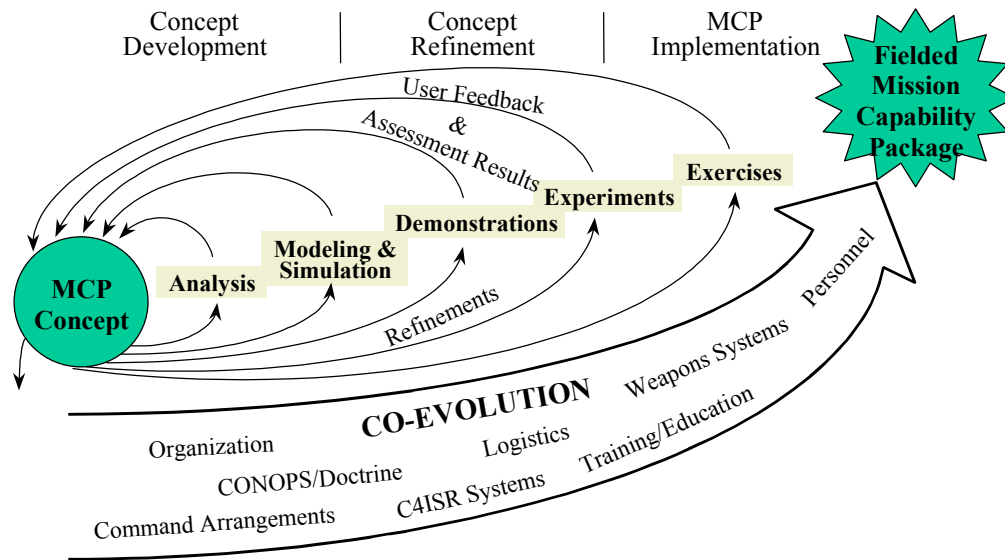 Concept
Development
Concept
Refinement
MCP
Implementation
Fielded
Mission
Capability
Package
User Feedback
&
Assessment Results
Exercises
Experiments
Demonstrations
Modeling &
Simulation
Analysis
MCP
Concept
Refinements
Personnel
Weapons Systems
CO-EVOLUTION
Organization
Logistics
Training/Education
CONOPS/Doctrine
C4ISR Systems
Command Arrangements